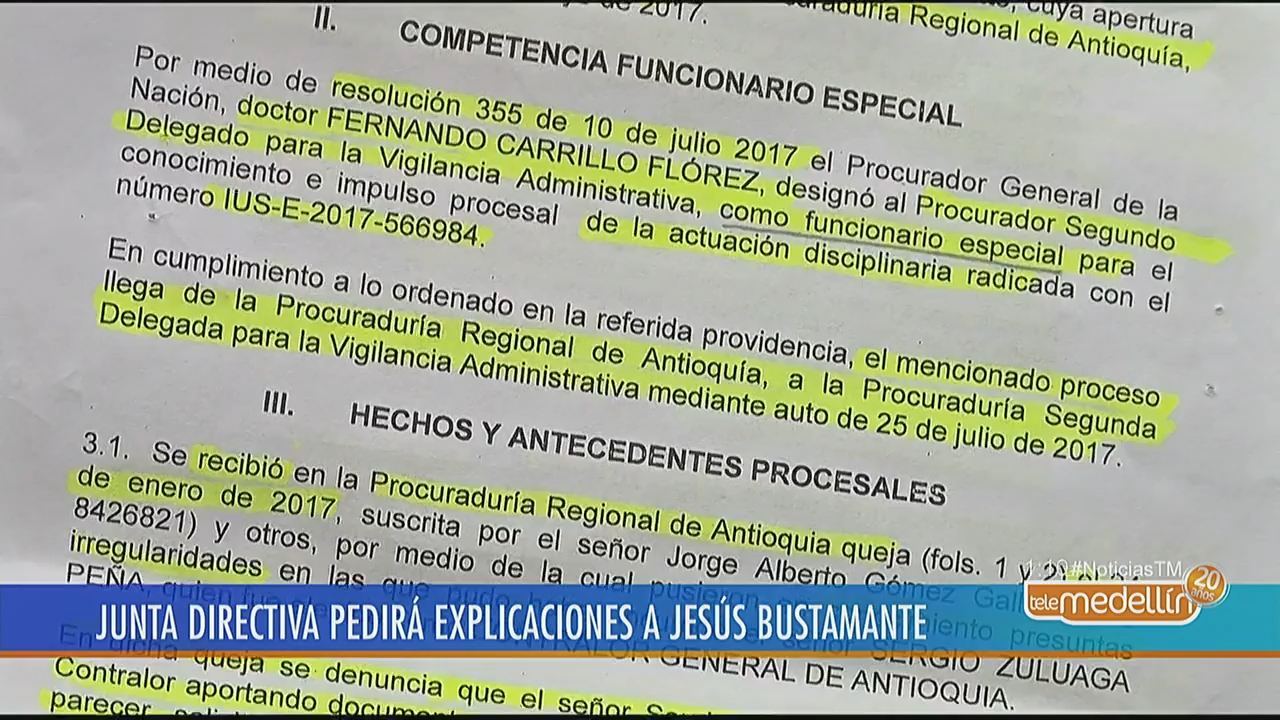 de 2017.
cuya apertura
Procuraduría Regional de Antioquía,
II. COMPETENCIA FUNCIONARIO ESPECIAL
Por medio de resolución 355 de 10 de julio 2017 el Procurador General de la
Nación, doctor FERNANDO CARRILLO FLÓREZ, designó al Procurador Segundo
Delegado para la Vigilancia Administrativa, como funcionario especial para el
conocimiento e impulso procesal de la actuación disciplinaria radicada con el
número IUS-E-2017-566984.
En cumplimiento a lo ordenado en la referida providencia, el mencionado proceso
llega de la Procuraduría Regional de Antioquía, a la Procuraduría Segunda
Delegada para la Vigilancia Administrativa mediante auto de 25 de julio de 2017.
III. HECHOS Y ANTECEDENTES PROCESALES
3.1. Se recibió en la Procuraduría Regional de Antioquia queja (fols. 1 y
de enero de 2017, suscrita por el señor Jorge Alberto Gómez
8426821) y otros, por medio de la cual
irregularidades en las que
PEÑA,
presuntas
señor SERGIO ZULUAGA
GENERAL DE ANTIOQUIA.
queja se denuncia que el señor
Contralor aportando
parecer,
#NoticiasTM
telemedellín
20 años
JUNTA DIRECTIVA PEDIRÁ EXPLICACIONES A JESÚS BUSTAMANTE